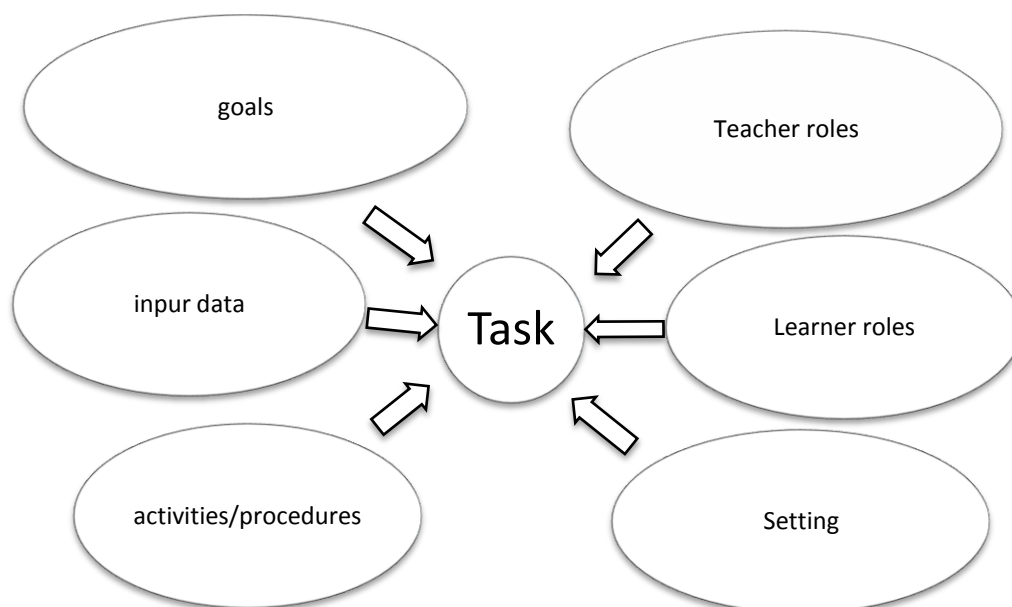 goals
Teacher roles
inpur data
Task
Learner roles
activities/procedures
Setting